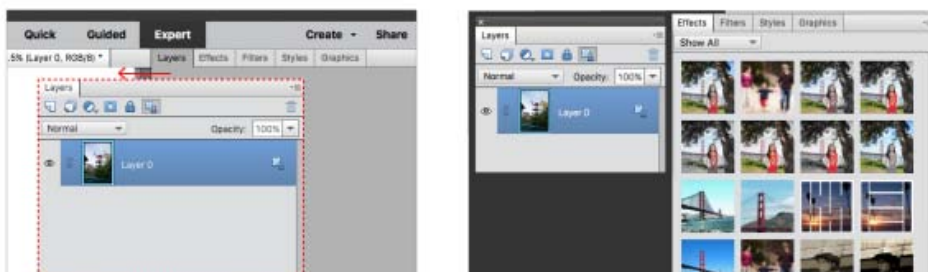 Quick Guided Expert Create Share
.5% (Layer 0, RGB/8) * Layers Effects Filters Styles Graphics
Layers
Normal Opacity: 100%
Layer 0
Layers
Normal Opacity: 100%
Layer 0
Effects Filters Styles Graphics
Show All